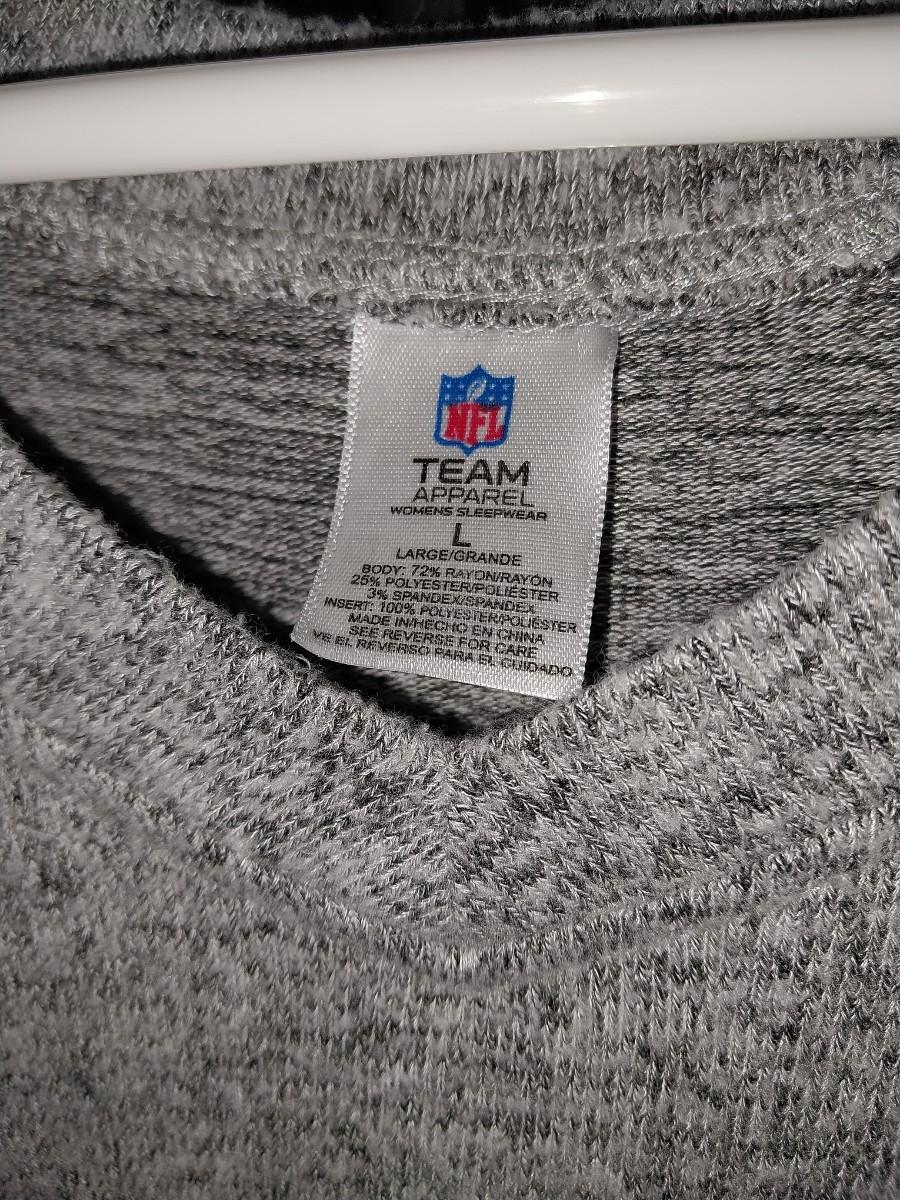 NFL
TEAM
APPAREL
WOMENS SLEEPWEAR
L
LARGE/GRANDE
BODY: 72% RAYON/RAYÓN
25% POLYESTER/POLIÉSTER
3% SPANDEX/SPANDEX
INSERT: 100% POLYESTER/POLIÉSTER
MADE IN/HECHO EN CHINA
SEE REVERSE FOR CARE
VE EL REVERSO PARA EL CUIDADO